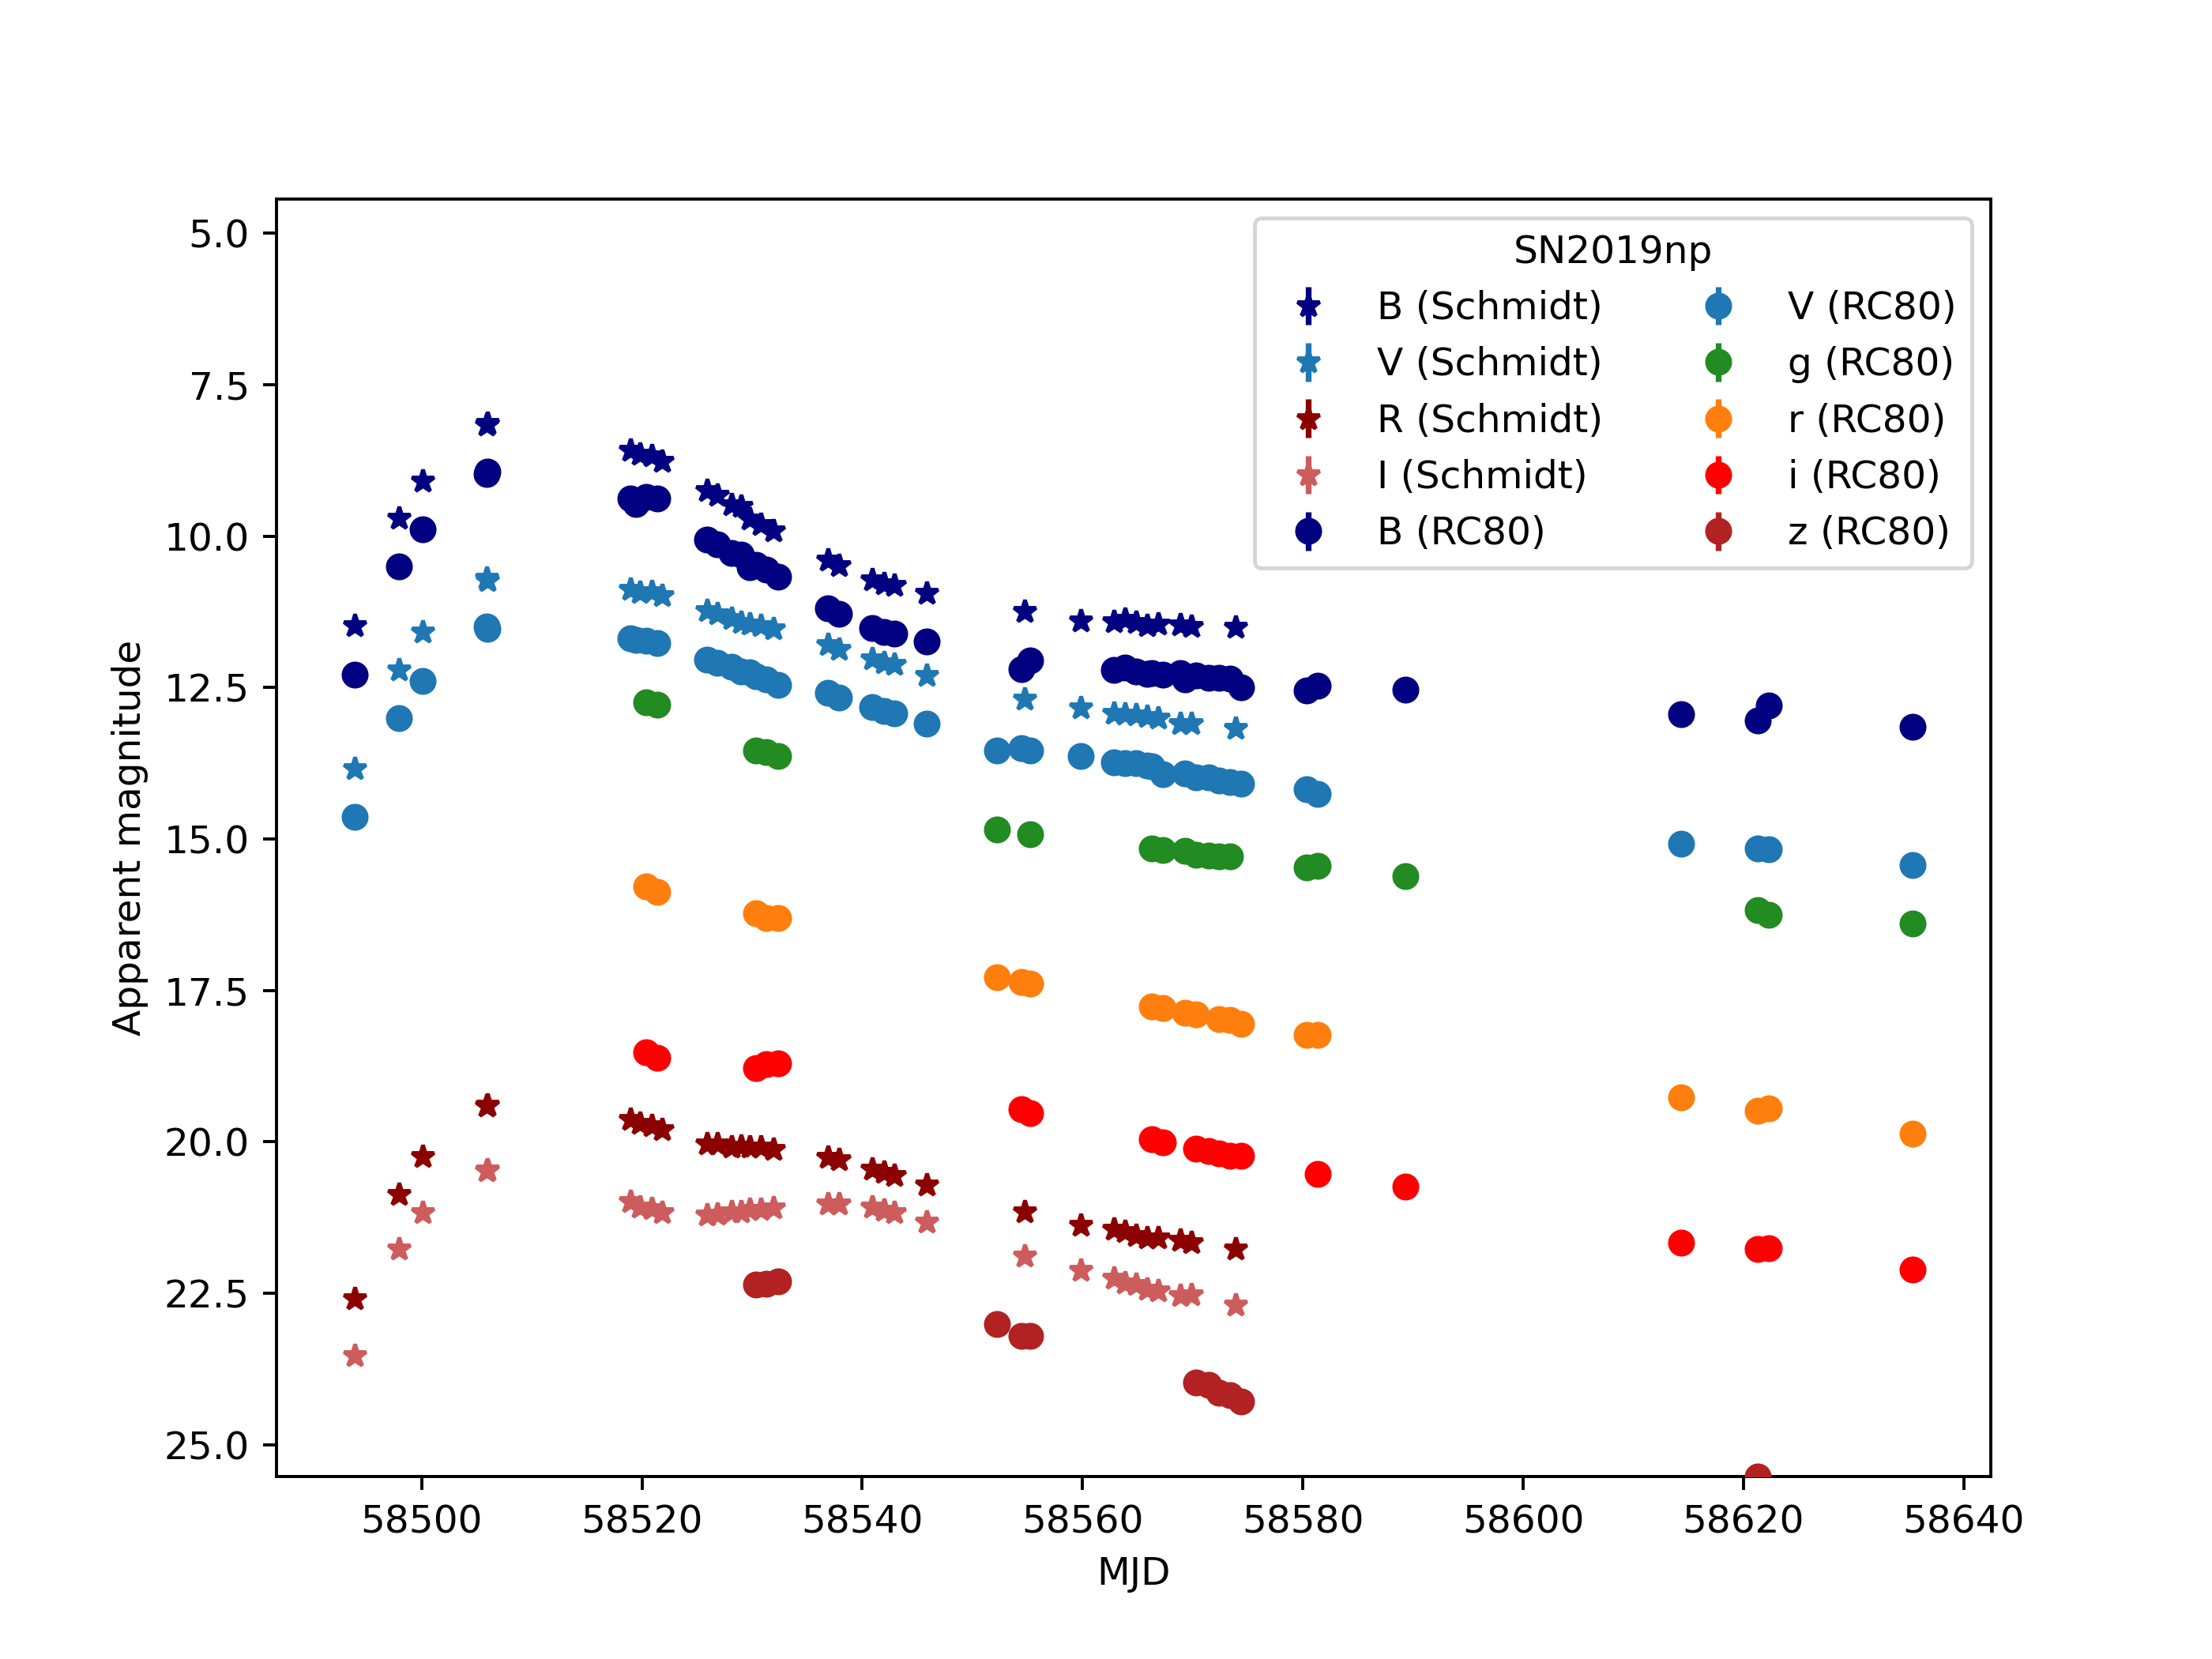 SN2019np
B (Schmidt)
V (Schmidt)
R (Schmidt)
I (Schmidt)
B (RC80)
V (RC80)
g (RC80)
r (RC80)
i (RC80)
z (RC80)
Apparent magnitude
5.0
7.5
10.0
12.5
15.0
17.5
20.0
22.5
25.0
58500 58520 58540 58560 58580 58600 58620 58640
MJD